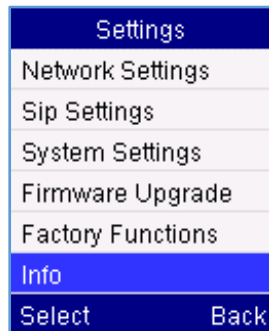 Settings
Network Settings
Sip Settings
System Settings
Firmware Upgrade
Factory Functions
Info
Select Back